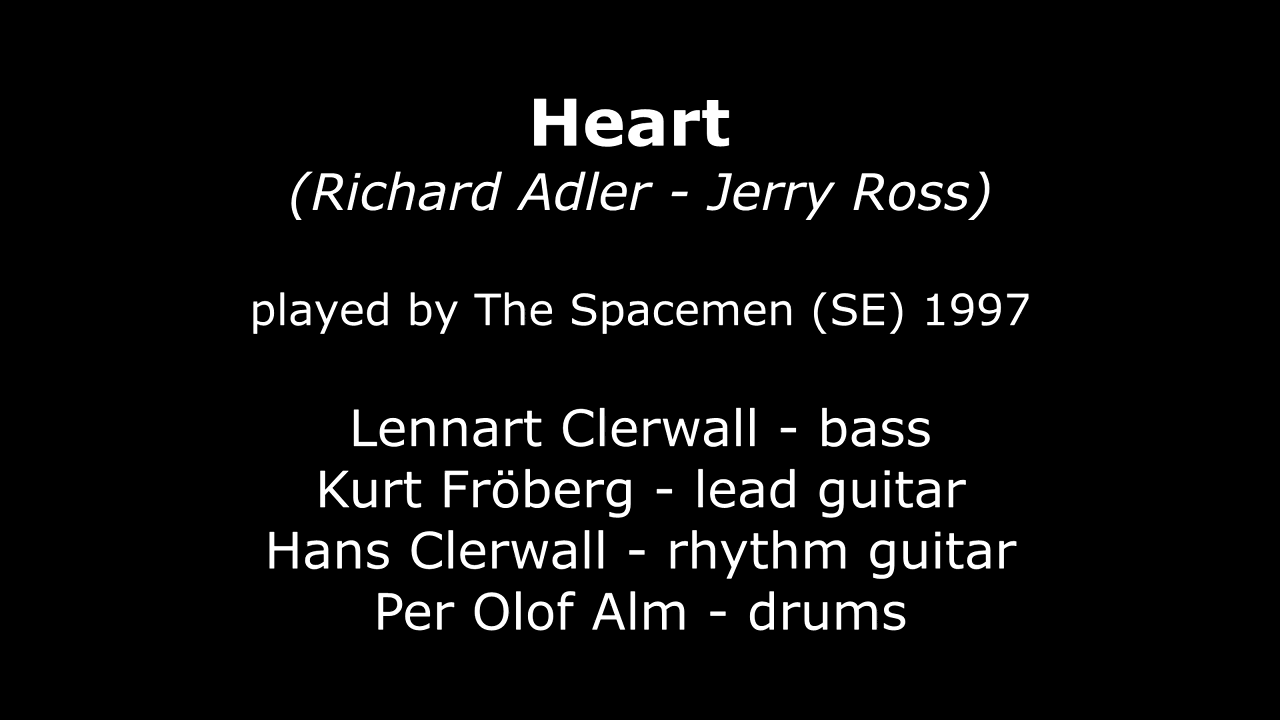 Heart
(Richard Adler - Jerry Ross)
played by The Spacemen (SE) 1997
Lennart Clerwall - bass
Kurt Fröberg - lead guitar
Hans Clerwall - rhythm guitar
Per Olof Alm - drums